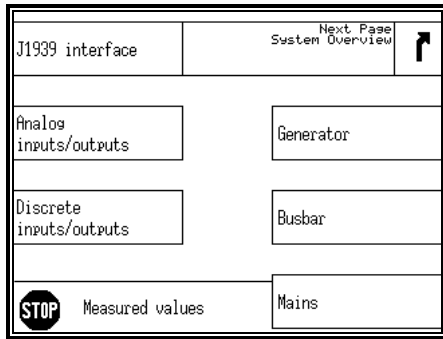 J1939 interface
Next Page
System Overview
Analog
inputs/outputs
Generator
Discrete
inputs/outputs
Busbar
STOP
Measured values
Mains